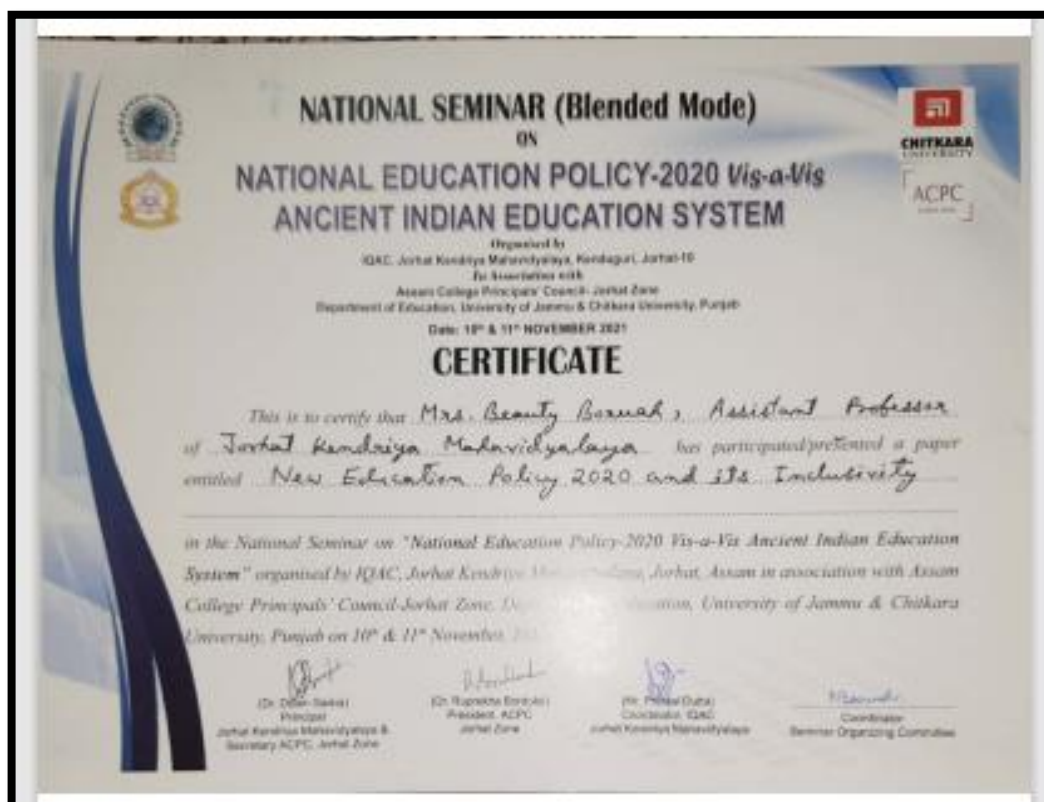 NATIONAL SEMINAR (Blended Mode)
ON
NATIONAL EDUCATION POLICY-2020 Vis-a-Vis
ANCIENT INDIAN EDUCATION SYSTEM
Organised by
IQAC, Jorhat Kendriya Mahavidyalaya, Kenduguri, Jorhat-10
In Association with
Assam College Principals' Council- Jorhat Zone
Department of Education, University of Jammu & Chitkara University, Punjab
Date: 10th & 11th NOVEMBER 2021
CHITKARA
UNIVERSITY
ACPC
CERTIFICATE
This is to certify that Mrs. Beauty Boruah, Assistant Professor
of Jorhat Kendriya Mahavidyalaya has participated/presented a paper
entitled New Education Policy 2020 and its Inclusivity
in the National Seminar on "National Education Policy-2020 Vis-a-Vis Ancient Indian Education
System" organised by IQAC, Jorhat Kendriya Jorhat, Assam in association with Assam
College Principals' Council-Jorhat Zone, University of Jammu & Chitkara
University, Punjab on 10th & 11th November,
Principal
Jorhat Kendriya Mahavidyalaya &
Secretary ACPC, Jorhat Zone
President, ACPC
Jorhat Zone
Coordinator, IQAC
Jorhat Kendriya Mahavidyalaya
Coordinator
Seminar Organizing Committee